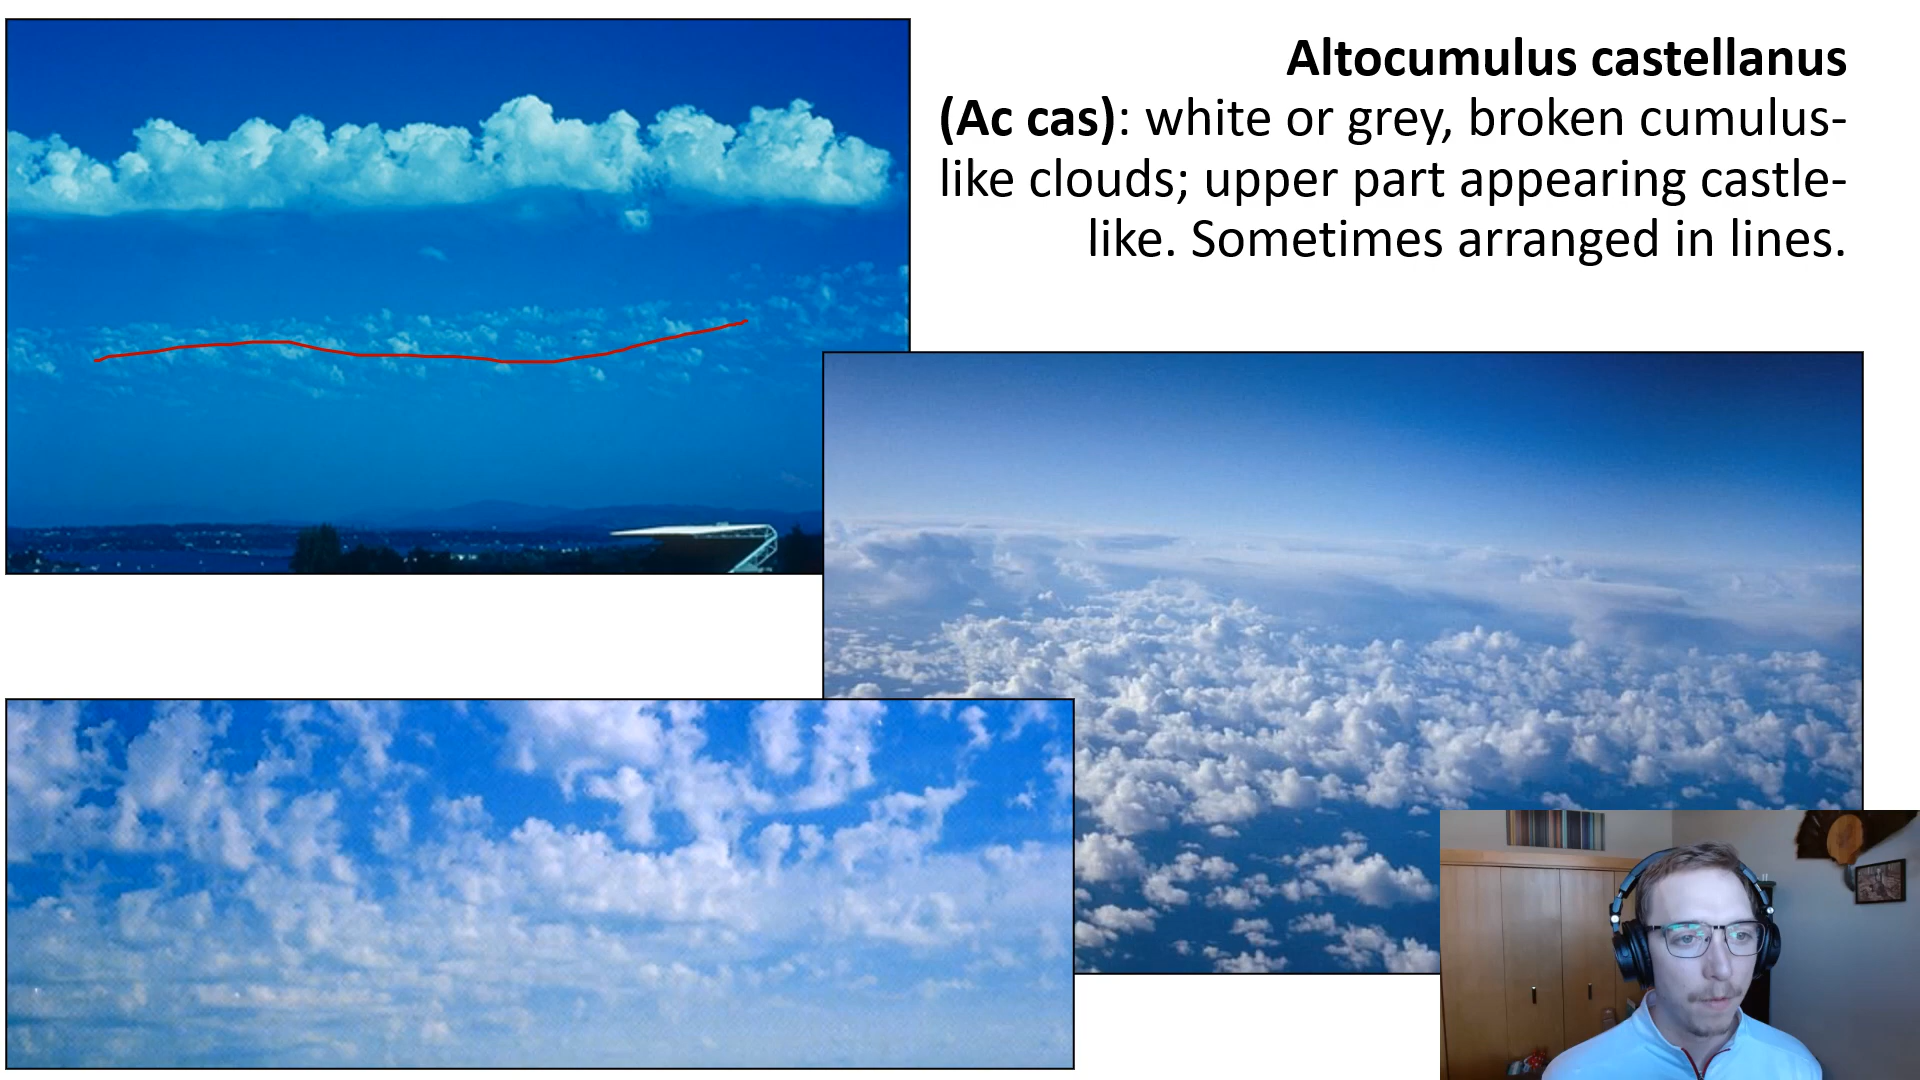 Altocumulus castellanus
(Ac cas): white or grey, broken cumulus-
like clouds; upper part appearing castle-
like. Sometimes arranged in lines.